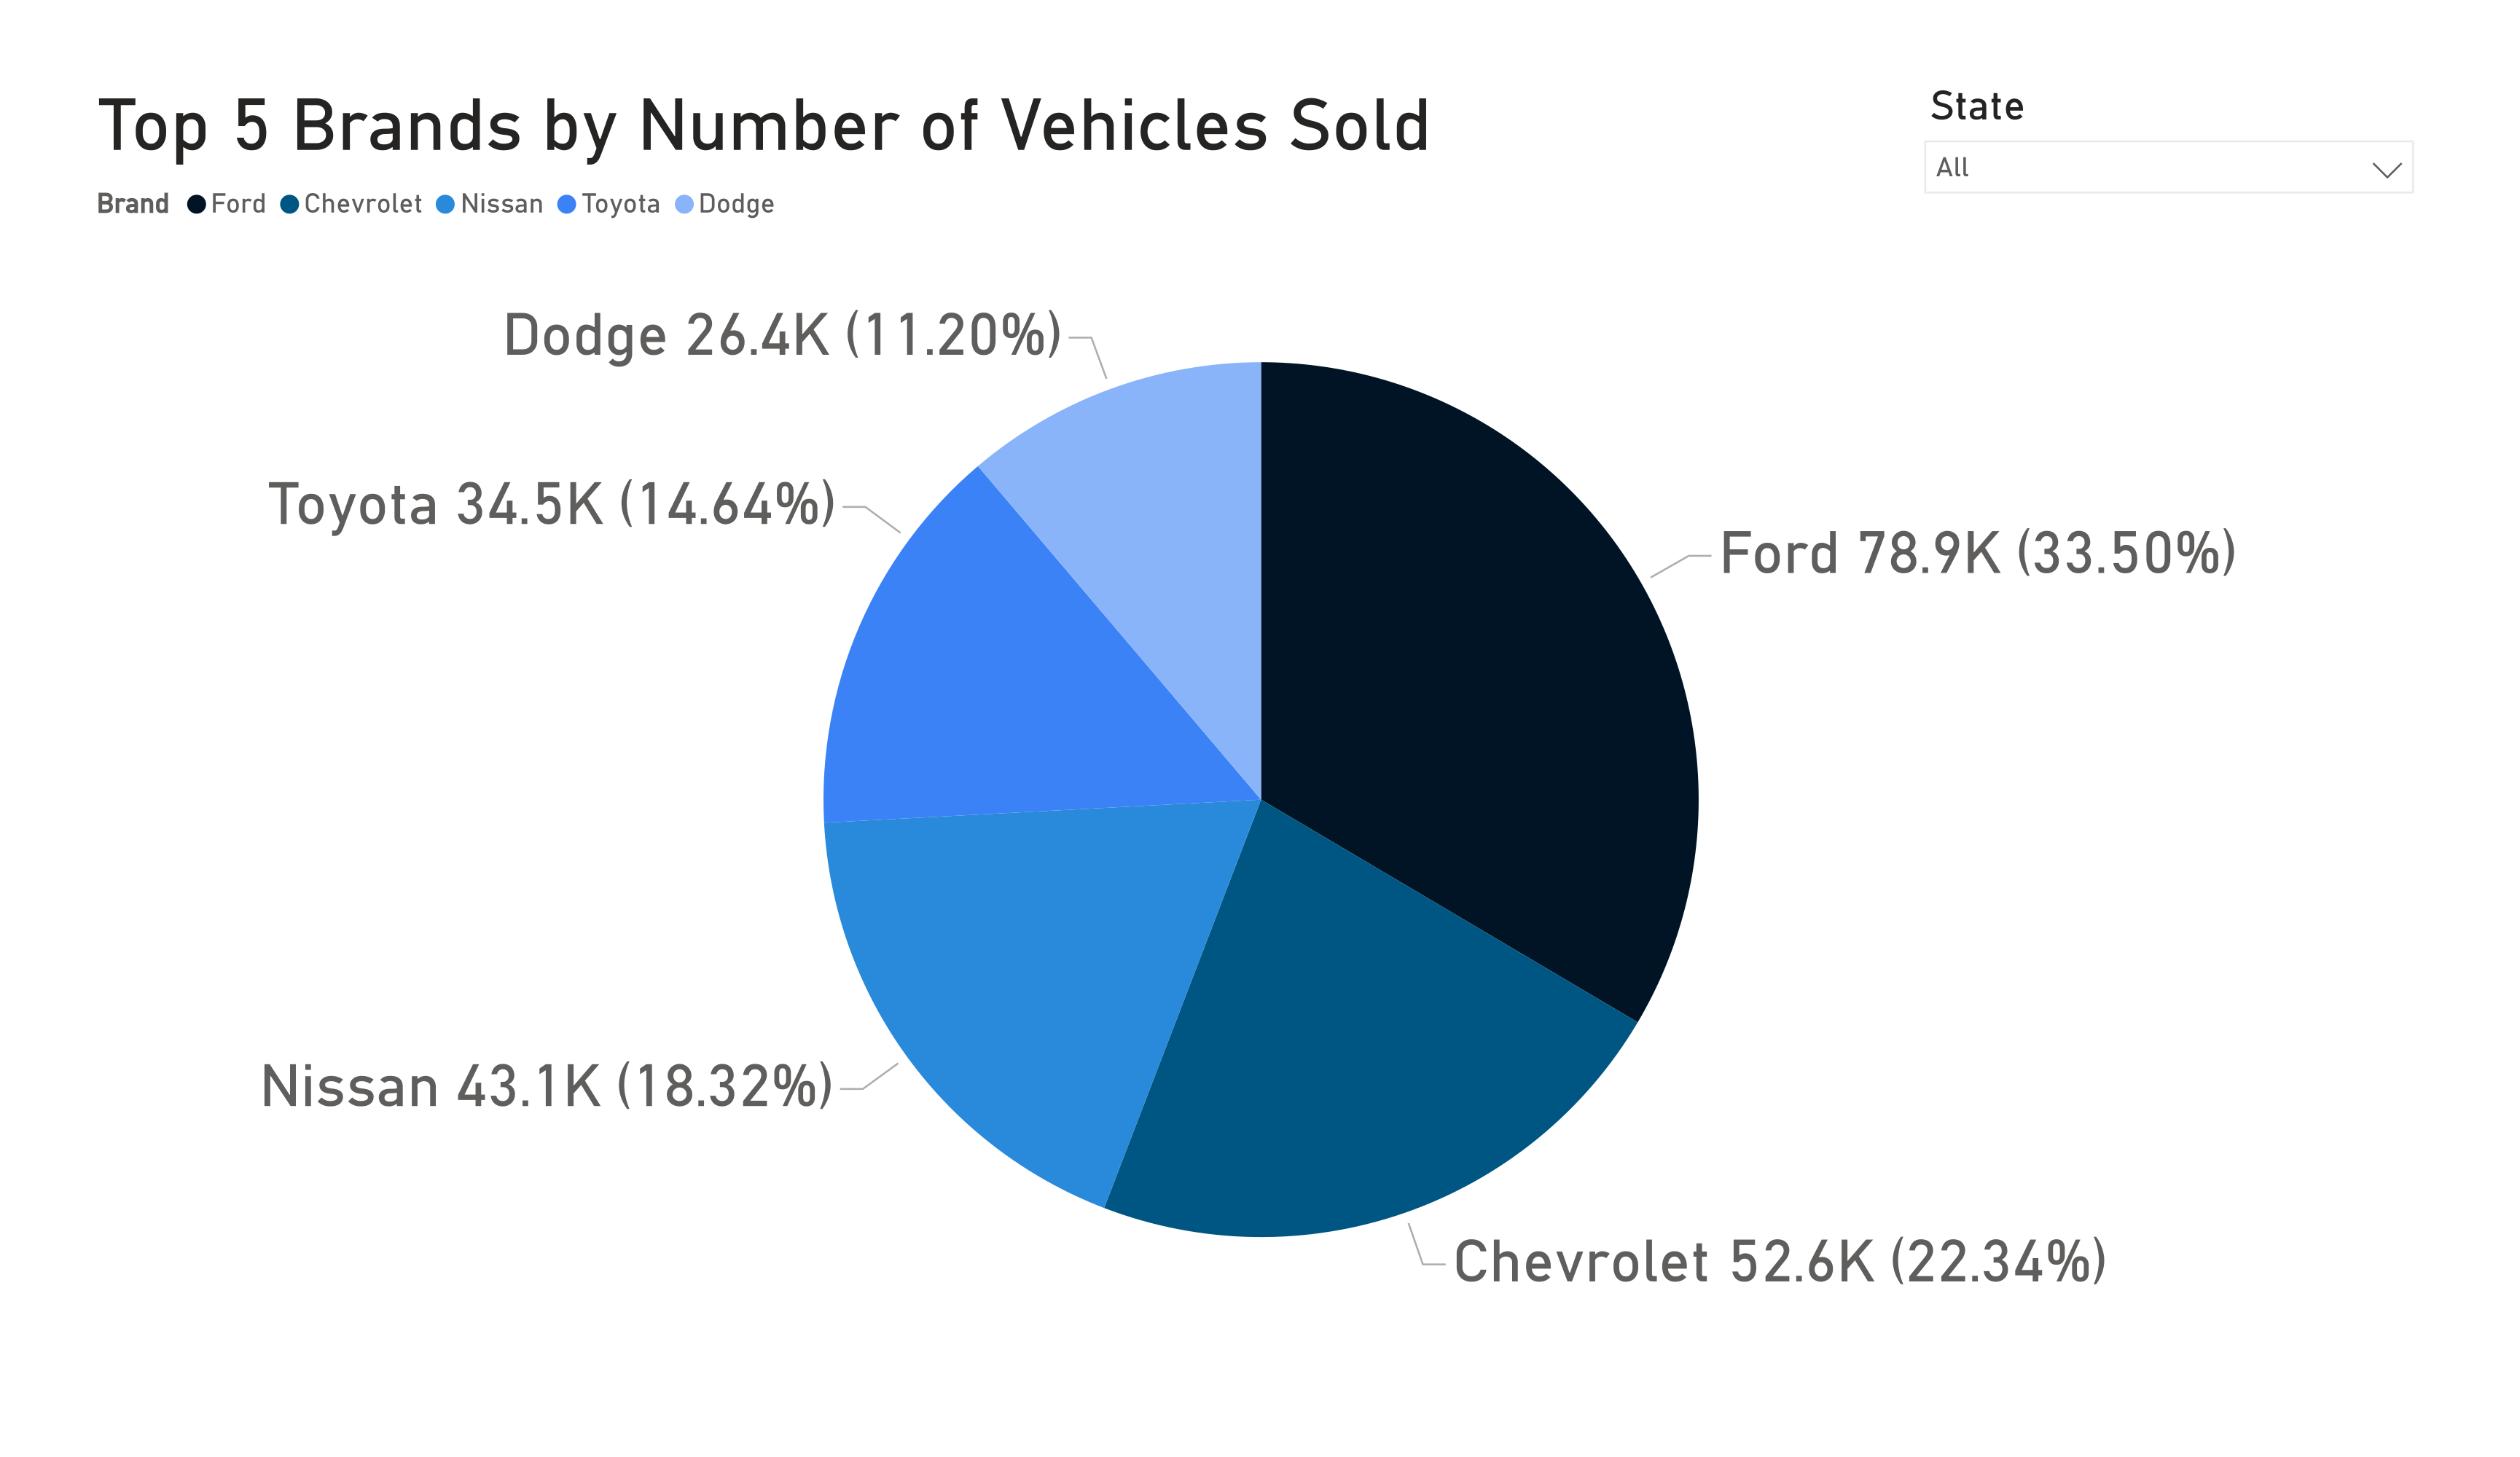 Top 5 Brands by Number of Vehicles Sold
State
All
Brand Ford Chevrolet Nissan Toyota Dodge
Dodge 26.4K (11.20%)
Toyota 34.5K (14.64%)
Ford 78.9K (33.50%)
Nissan 43.1K (18.32%)
Chevrolet 52.6K (22.34%)